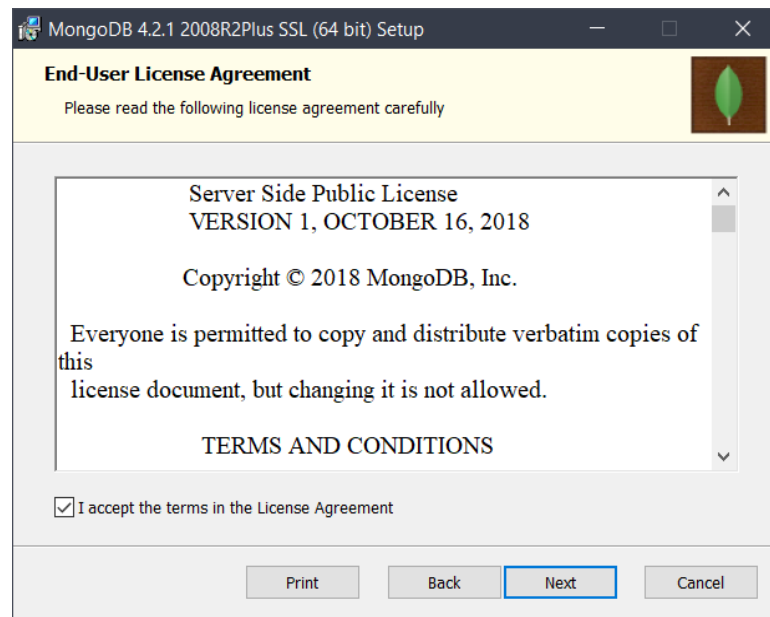 MongoDB 4.2.1 2008R2Plus SSL (64 bit) Setup
End-User License Agreement
Please read the following license agreement carefully
Server Side Public License
VERSION 1, OCTOBER 16, 2018
Copyright © 2018 MongoDB, Inc.
Everyone is permitted to copy and distribute verbatim copies of
this
license document, but changing it is not allowed.
TERMS AND CONDITIONS
I accept the terms in the License Agreement
Print Back Next Cancel